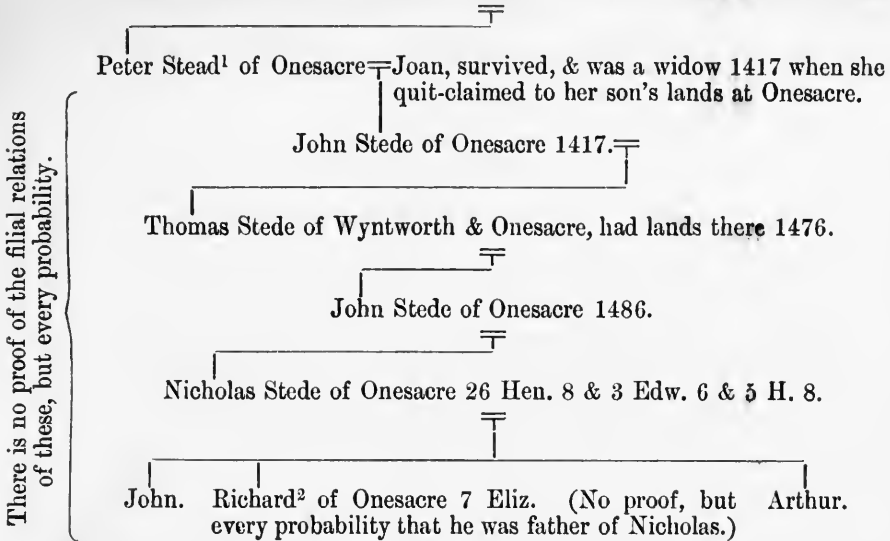 Peter Stead¹ of Onesacre Joan, survived, & was a widow 1417 when she
quit-claimed to her son's lands at Onesacre.
John Stede of Onesacre 1417.
Thomas Stede of Wyntworth & Onesacre, had lands there 1476.
John Stede of Onesacre 1486.
Nicholas Stede of Onesacre 26 Hen. 8 & 3 Edw. 6 & 5 H. 8.
John. Richard² of Onesacre 7 Eliz. (No proof, but Arthur.
every probability that he was father of Nicholas.)
There is no proof of the filial relations
of these, but every probability.